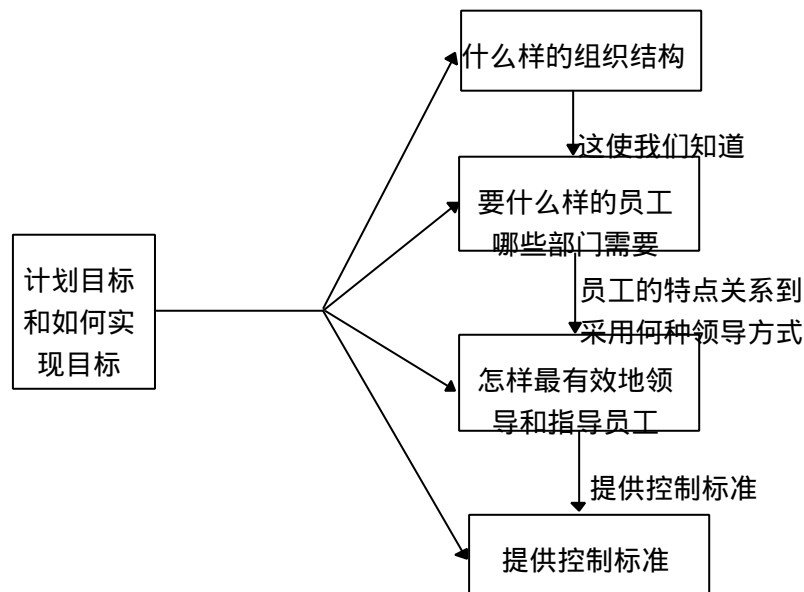 什么样的组织结构
这使我们知道
要什么样的员工
哪些部门需要
计划目标
和如何实
现目标
员工的特点关系到
采用何种领导方式
怎样最有效地领
导和指导员工
提供控制标准
提供控制标准